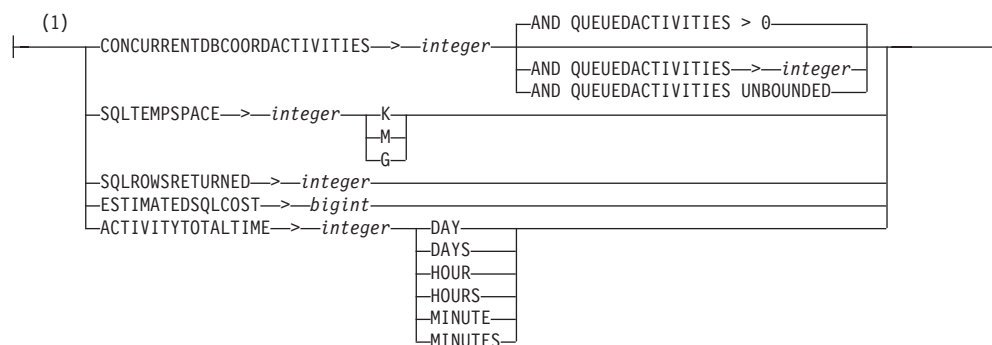 (1)
AND QUEUEDACTIVITIES > 0
CONCURRENTDBCOORDACTIVITIES > integer
AND QUEUEDACTIVITIES > integer
AND QUEUEDACTIVITIES UNBOUNDED
SQLTEMPSPACE > integer K
M
G
SQLROWSRETURNED > integer
ESTIMATEDSQLCOST > bigint
ACTIVITYTOTALTIME > integer DAY
DAYS
HOUR
HOURS
MINUTE
MINUTES